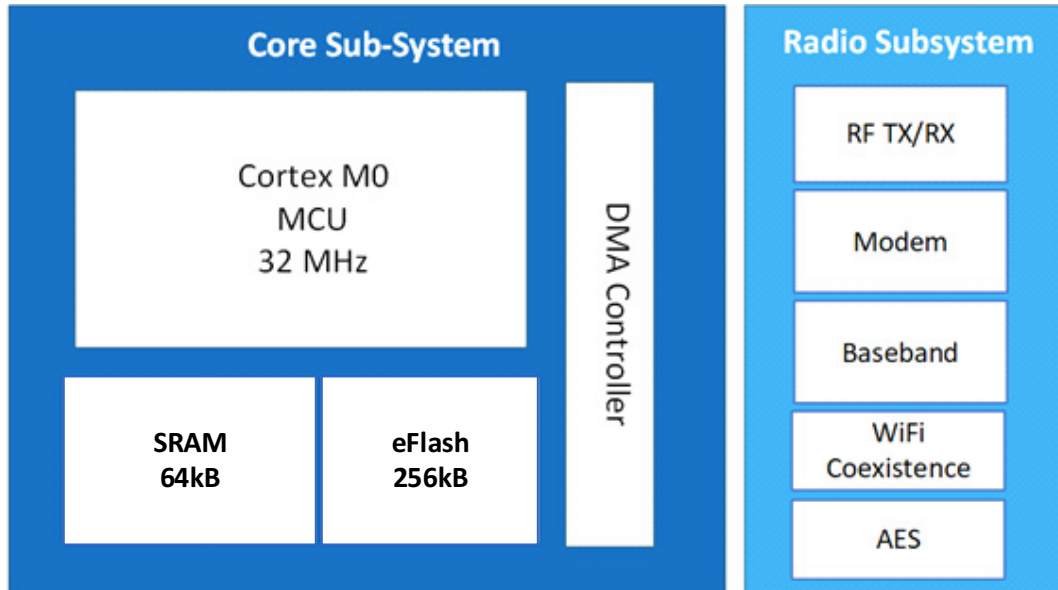 Core Sub-System
Cortex M0
MCU
32 MHz
SRAM
64kB
eFlash
256kB
DMA Controller
Radio Subsystem
RF TX/RX
Modem
Baseband
WiFi
Coexistence
AES